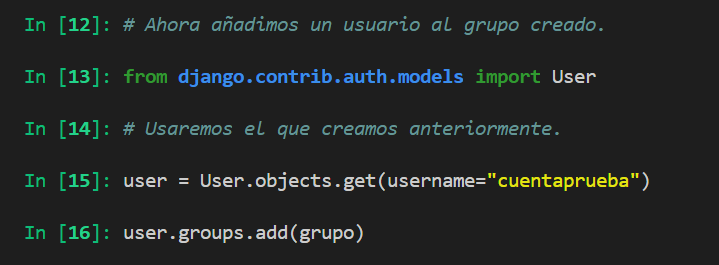 In [12]: # Ahora añadimos un usuario al grupo creado.
In [13]: from django.contrib.auth.models import User
In [14]: # Usaremos el que creamos anteriormente.
In [15]: user = User.objects.get(username="cuentaprueba")
In [16]: user.groups.add(grupo)